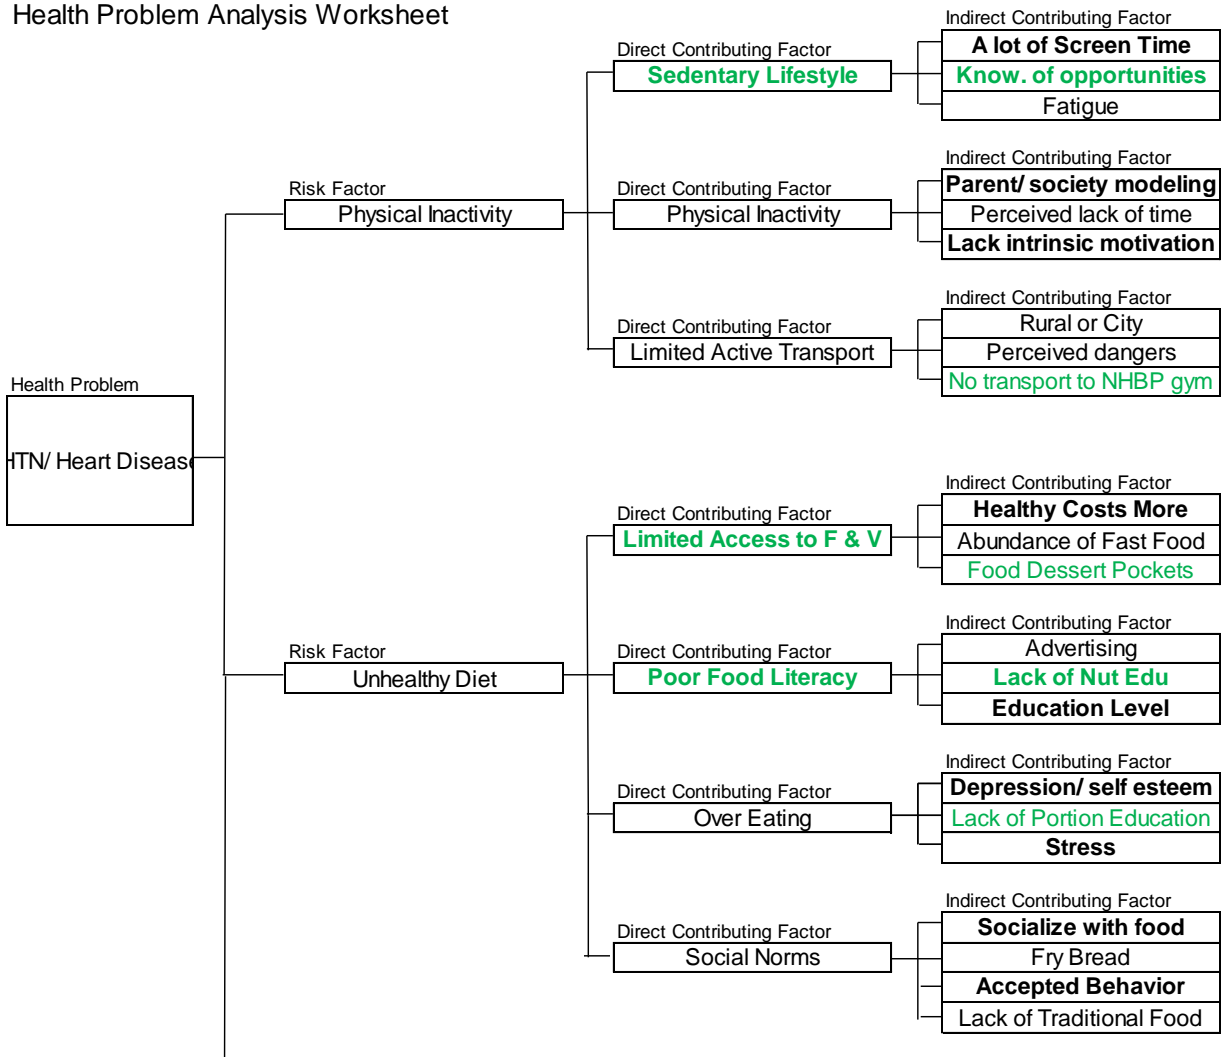 Health Problem Analysis Worksheet
Indirect Contributing Factor
Direct Contributing Factor
A lot of Screen Time
Sedentary Lifestyle
Know. of opportunities
Fatigue
Indirect Contributing Factor
Risk Factor
Direct Contributing Factor
Parent/ society modeling
Physical Inactivity
Physical Inactivity
Perceived lack of time
Lack intrinsic motivation
Indirect Contributing Factor
Direct Contributing Factor
Rural or City
Limited Active Transport
Perceived dangers
No transport to NHBP gym
Health Problem
HTN/ Heart Disease
Indirect Contributing Factor
Direct Contributing Factor
Healthy Costs More
Limited Access to F & V
Abundance of Fast Food
Food Dessert Pockets
Indirect Contributing Factor
Risk Factor
Direct Contributing Factor
Advertising
Unhealthy Diet
Poor Food Literacy
Lack of Nut Edu
Education Level
Indirect Contributing Factor
Direct Contributing Factor
Depression/ self esteem
Over Eating
Lack of Portion Education
Stress
Indirect Contributing Factor
Direct Contributing Factor
Socialize with food
Social Norms
Fry Bread
Accepted Behavior
Lack of Traditional Food